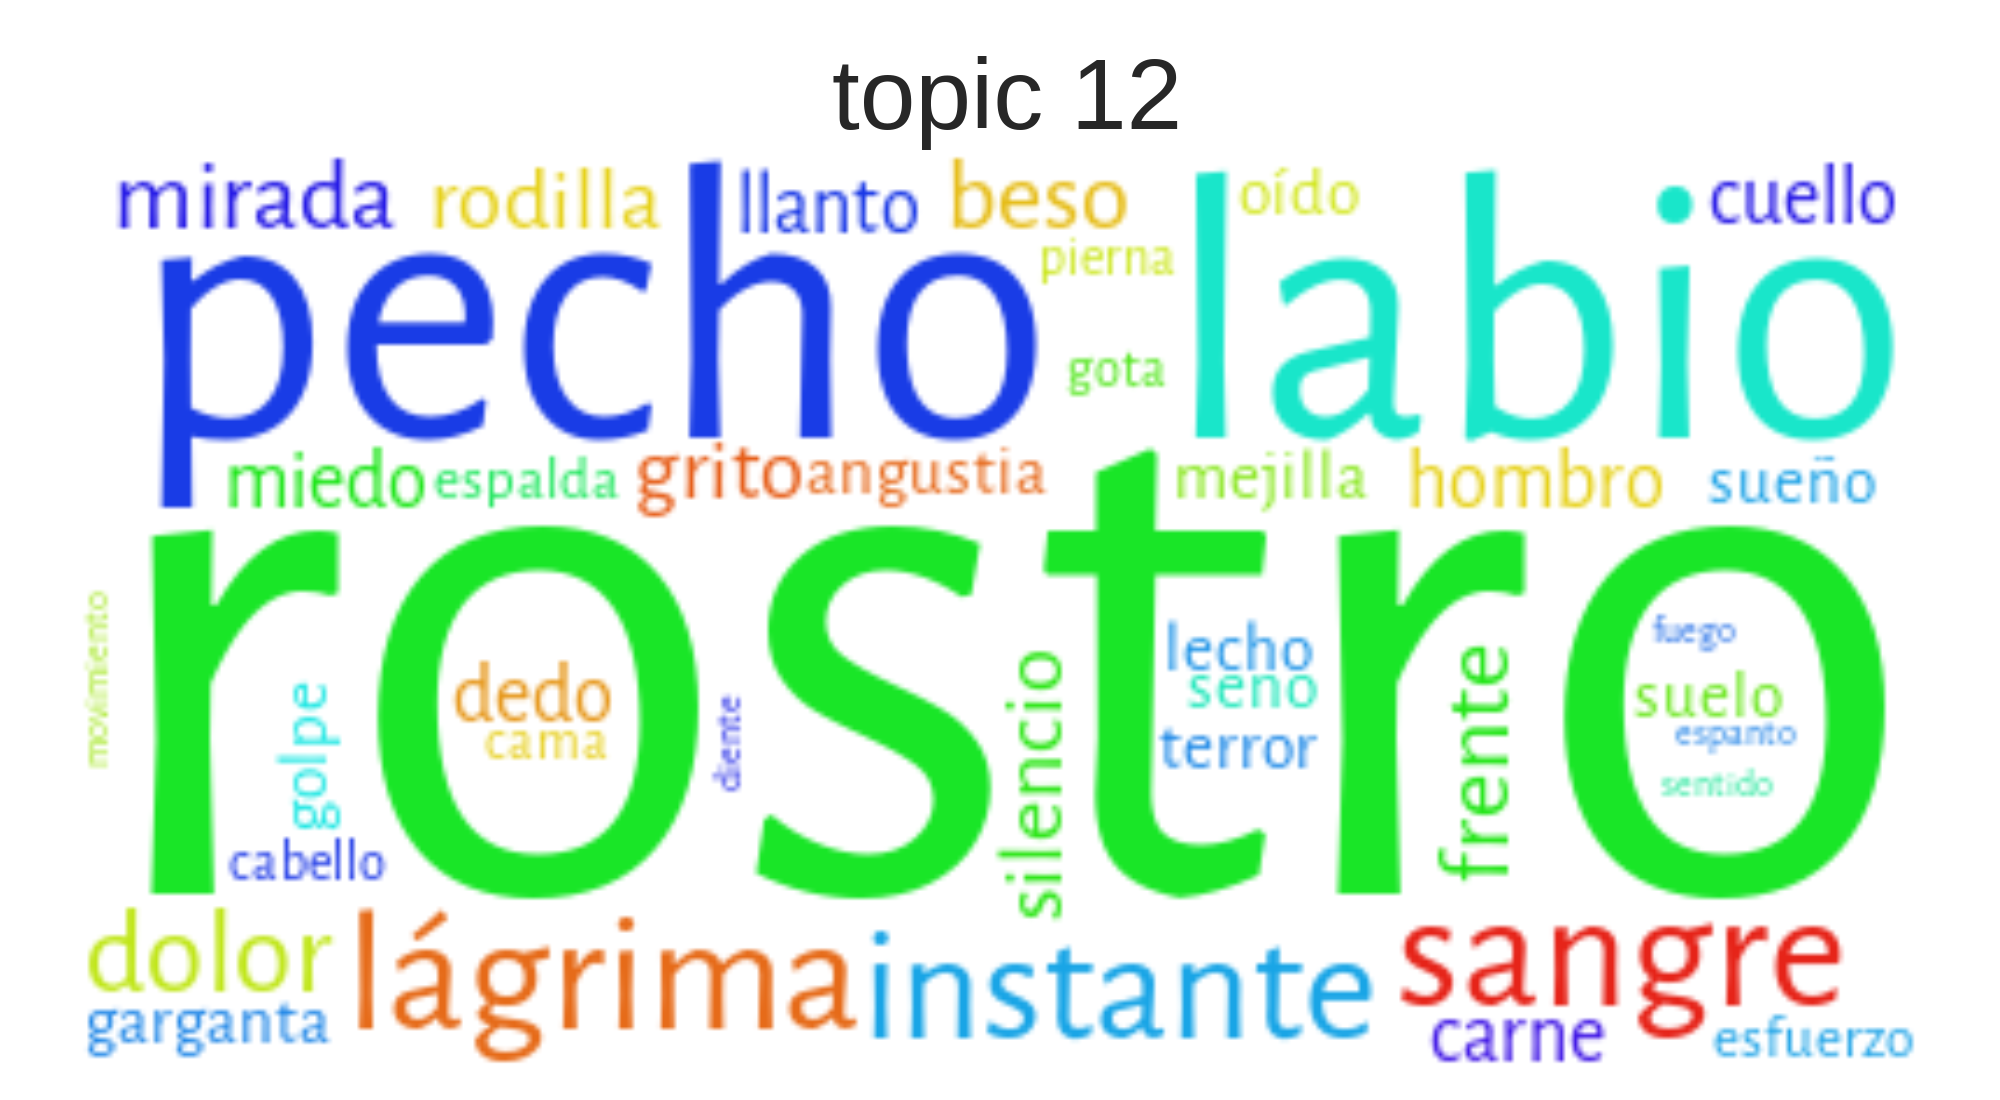 topic 12
mirada rodilla llanto beso oído cuello
pierna
pecho labio
gota
miedo espalda grito angustia mejilla hombro sueño
rostro
movimiento
golpe
dedo
cama
diente
silencio
lecho
seno
terror
frente
fuego
suelo
espanto
sentido
cabello
dolor lágrima instante sangre
garganta carne esfuerzo